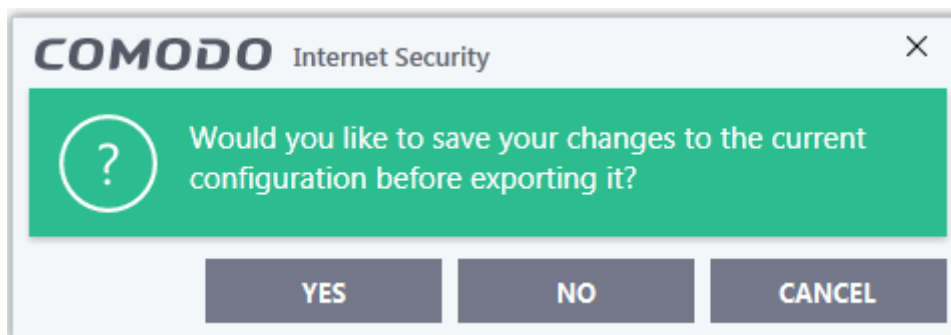 COMODO Internet Security
?
Would you like to save your changes to the current
configuration before exporting it?
YES NO CANCEL